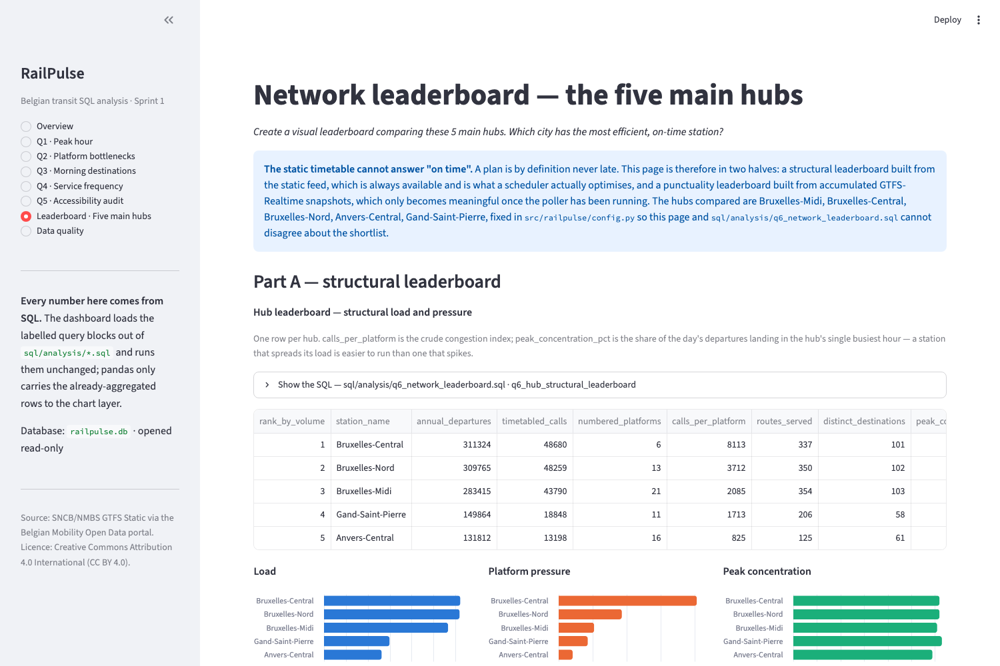 Deploy
RailPulse
Belgian transit SQL analysis · Sprint 1
Overview
Q1 · Peak hour
Q2 · Platform bottlenecks
Q3 · Morning destinations
Q4 · Service frequency
Q5 · Accessibility audit
Leaderboard · Five main hubs
Data quality
Every number here comes from
SQL. The dashboard loads the
labelled query blocks out of
sql/analysis/*.sql and runs
them unchanged; pandas only
carries the already-aggregated
rows to the chart layer.
Database: railpulse.db · opened
read-only
Source: SNCB/NMBS GTFS Static via the
Belgian Mobility Open Data portal.
Licence: Creative Commons Attribution
4.0 International (CC BY 4.0).
Network leaderboard — the five main hubs
Create a visual leaderboard comparing these 5 main hubs. Which city has the most efficient, on-time station?
The static timetable cannot answer "on time". A plan is by definition never late. This page is therefore in two halves: a structural leaderboard built from
the static feed, which is always available and is what a scheduler actually optimises, and a punctuality leaderboard built from accumulated GTFS-
Realtime snapshots, which only becomes meaningful once the poller has been running. The hubs compared are Bruxelles-Midi, Bruxelles-Central,
Bruxelles-Nord, Anvers-Central, Gand-Saint-Pierre, fixed in src/railpulse/config.py so this page and sql/analysis/q6_network_leaderboard.sql cannot
disagree about the shortlist.
Part A — structural leaderboard
Hub leaderboard — structural load and pressure
One row per hub. calls_per_platform is the crude congestion index; peak_concentration_pct is the share of the day's departures landing in the hub's single busiest hour — a station
that spreads its load is easier to run than one that spikes.
Show the SQL — sql/analysis/q6_network_leaderboard.sql · q6_hub_structural_leaderboard
rank_by_volume station_name annual_departures timetabled_calls numbered_platforms calls_per_platform routes_served distinct_destinations peak_co
1 Bruxelles-Central 311324 48680 6 8113 337 101
2 Bruxelles-Nord 309765 48259 13 3712 350 102
3 Bruxelles-Midi 283415 43790 21 2085 354 103
4 Gand-Saint-Pierre 149864 18848 11 1713 206 58
5 Anvers-Central 131812 13198 16 825 125 61
Load
Bruxelles-Central
Bruxelles-Nord
Bruxelles-Midi
Gand-Saint-Pierre
Anvers-Central
Platform pressure
Bruxelles-Central
Bruxelles-Nord
Bruxelles-Midi
Gand-Saint-Pierre
Anvers-Central
Peak concentration
Bruxelles-Central
Bruxelles-Nord
Bruxelles-Midi
Gand-Saint-Pierre
Anvers-Central